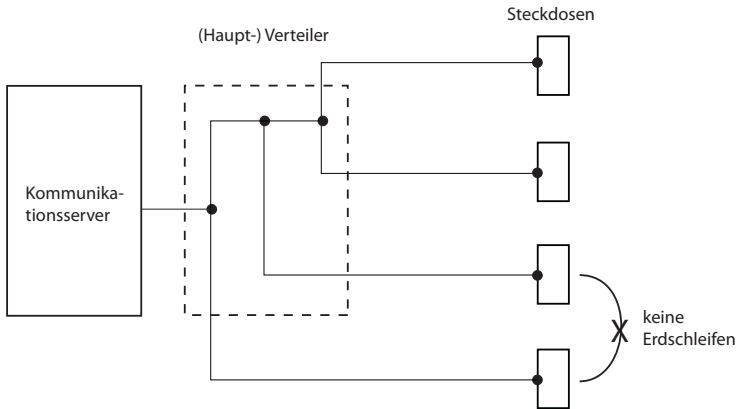 Steckdosen
(Haupt-) Verteiler
Kommunika-
tionsserver
X
keine
Erdschleifen